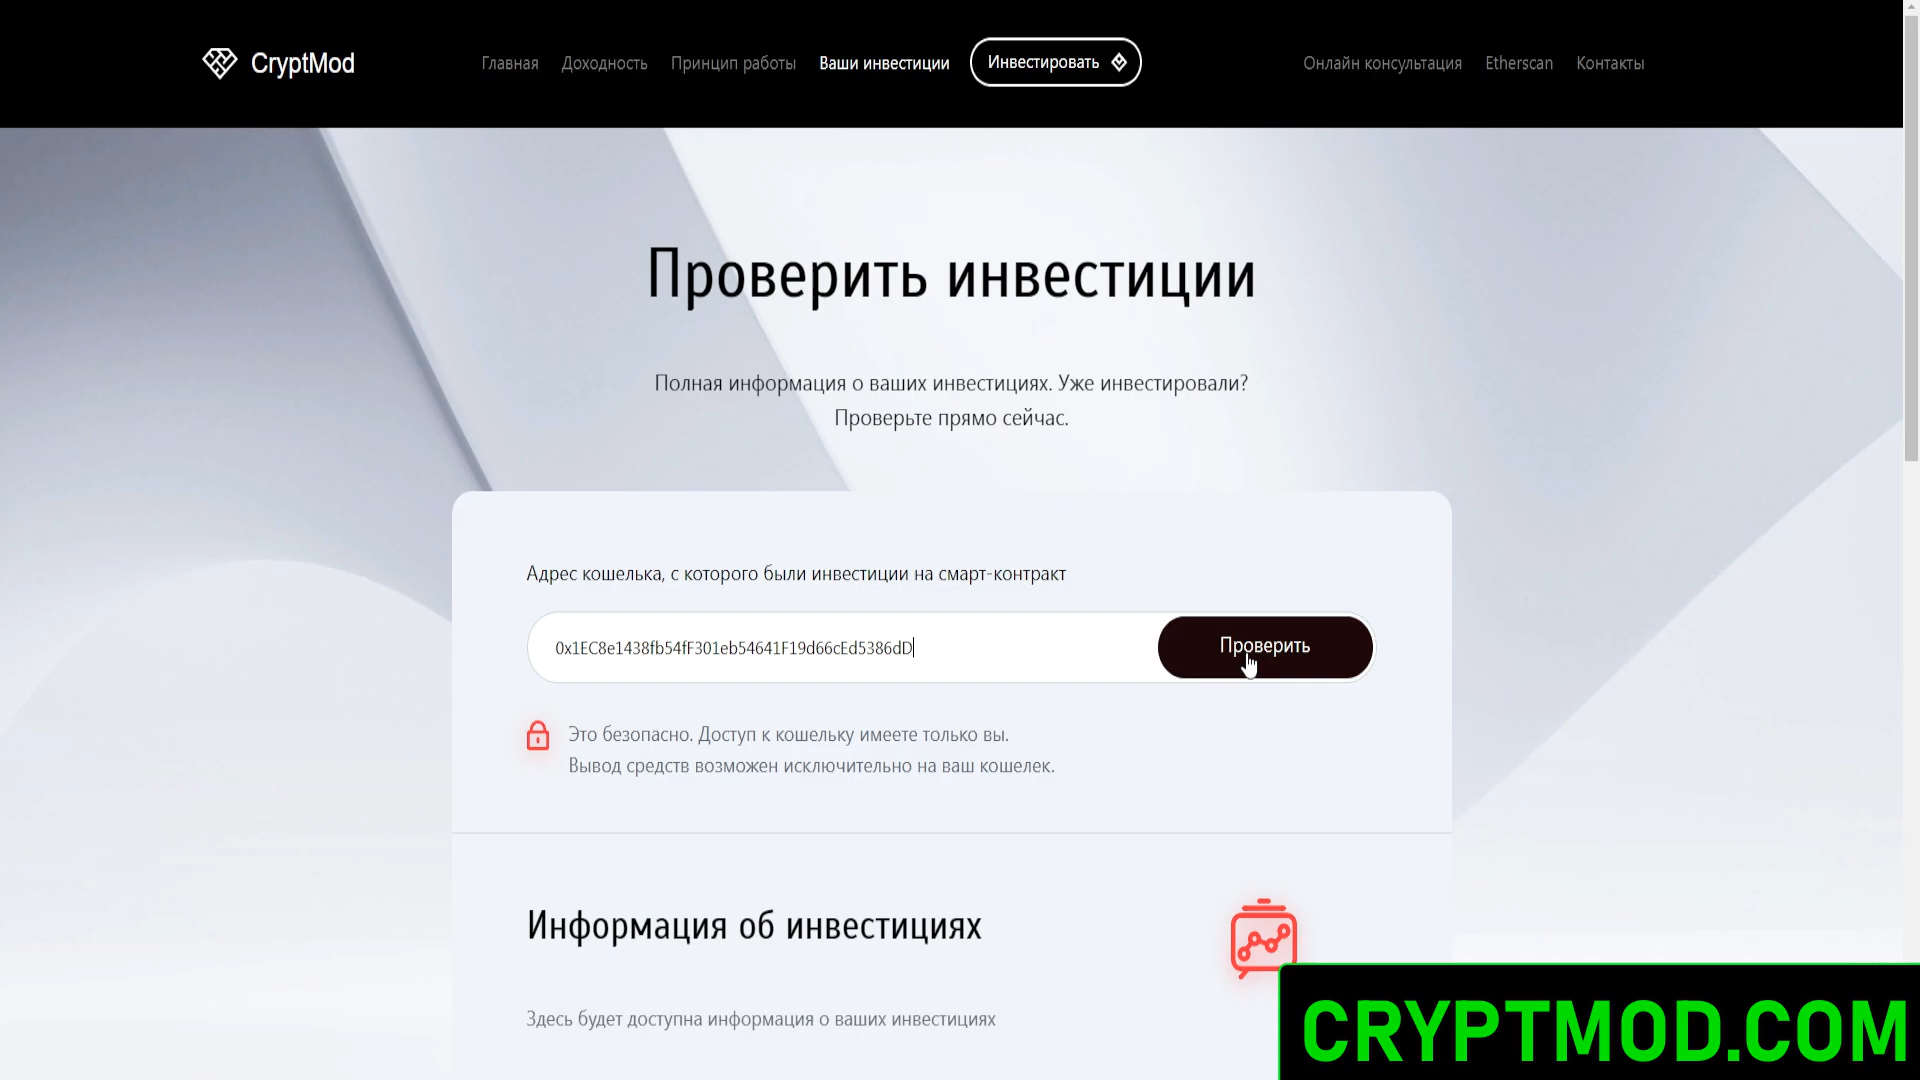 CryptMod
Главная
Доходность
Принцип работы
Ваши инвестиции
Инвестировать
Онлайн консультация
Etherscan
Контакты
Проверить инвестиции
Полная информация о ваших инвестициях. Уже инвестировали?
Проверьте прямо сейчас.
Адрес кошелька, с которого были инвестиции на смарт-контракт
0x1EC8e1438fb54fF301eb54641F19d66cEd5386dD
Проверить
Это безопасно. Доступ к кошельку имеете только вы.
Вывод средств возможен исключительно на ваш кошелек.
Информация об инвестициях
Здесь будет доступна информация о ваших инвестициях
CRYPTMOD.COM